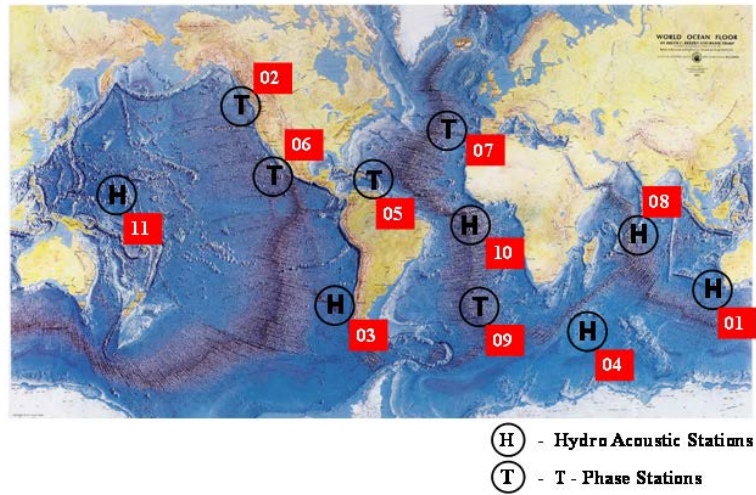 WORLD OCEAN FLOOR
02
T
T
06
07
T
T
H
08
05
H
H
11
10
H
H
T
01
03
09
H
04
H - Hydro Acoustic Stations
T - T - Phase Stations